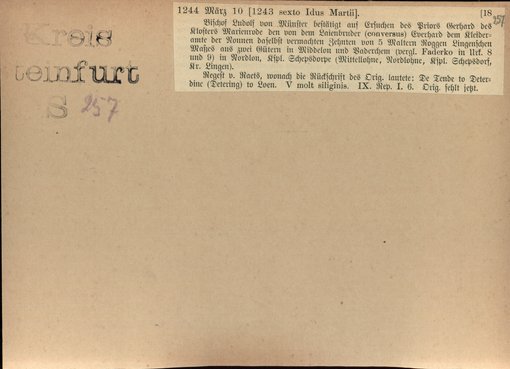 Kreis
Steinfurt
S 257
1244 März 10 [1243 sexto Idus Martii]. [18
257
Bischof Ludolf von Münster bestätigt auf Ersuchen des Priors Gerhard des
Klosters Marienrode den von dem Laienbruder (conversus) Everhard dem Kleider-
amte der Nonnen daselbst vermachten Zehnten von 5 Maltern Roggen Lingenschen
Maßes aus zwei Gütern in Middelon und Vaderchem (vergl. Faderko in Urk. 8
und 9) in Nordlon, Kspl. Schepsdorpe (Mittellohne, Nordlohne, Kspl. Schepsdorf,
Kr. Lingen).
Regest v. Raets, wonach die Rückschrift des Orig. lautete: De Tende to Deter-
dinc (Detering) to Loen. V molt siliginis. IX. Rep. I. 6. Orig. fehlt jetzt.